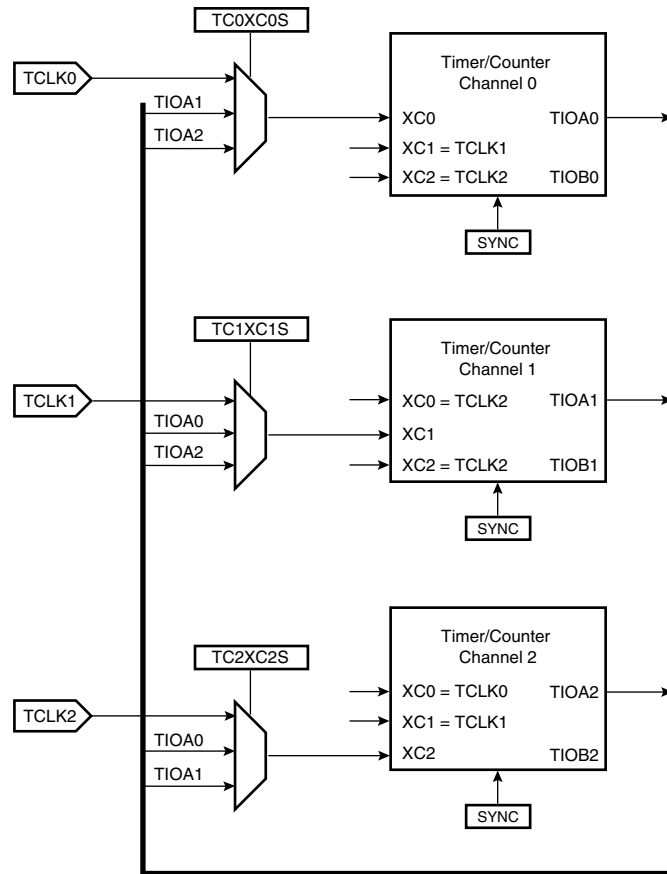 TC0XC0S
TCLK0
TIOA1
TIOA2
Timer/Counter
Channel 0
XC0
TIOA0
XC1 = TCLK1
XC2 = TCLK2
TIOB0
SYNC
TC1XC1S
TCLK1
TIOA0
TIOA2
Timer/Counter
Channel 1
XC0 = TCLK2
TIOA1
XC1
XC2 = TCLK2
TIOB1
SYNC
TC2XC2S
TCLK2
TIOA0
TIOA1
Timer/Counter
Channel 2
XC0 = TCLK0
TIOA2
XC1 = TCLK1
XC2
TIOB2
SYNC